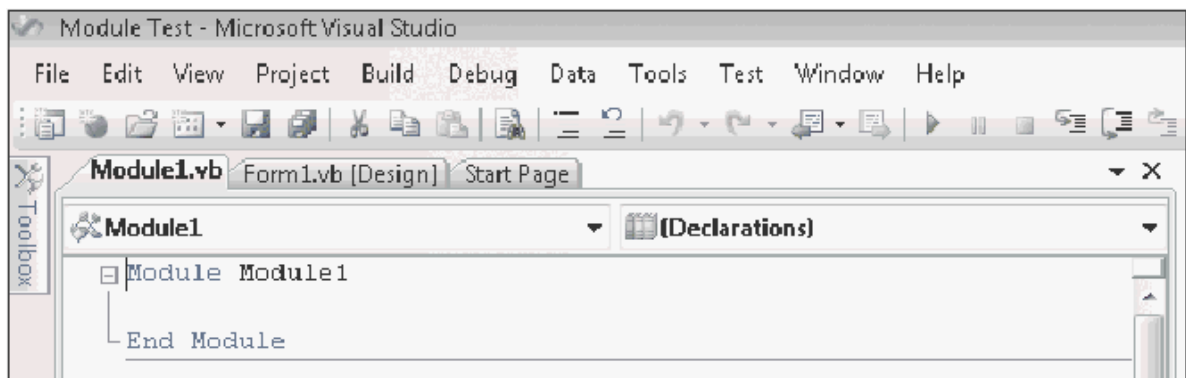 Module Test - Microsoft Visual Studio
File Edit View Project Build Debug Data Tools Test Window Help
Module1.vb Form1.vb [Design] Start Page
Toolbox
Module1 (Declarations)
Module Module1
End Module